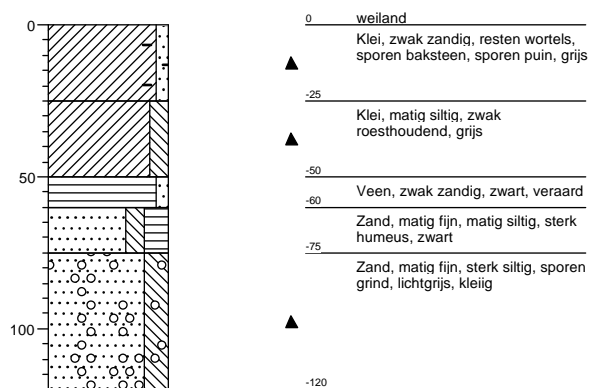 0
0
weiland
Klei, zwak zandig, resten wortels,
sporen baksteen, sporen puin, grijs
-25
Klei, matig siltig, zwak
roesthoudend, grijs
50
-50
Veen, zwak zandig, zwart, veraard
-60
Zand, matig fijn, matig siltig, sterk
humeus, zwart
-75
Zand, matig fijn, sterk siltig, sporen
grind, lichtgrijs, kleiig
100
-120